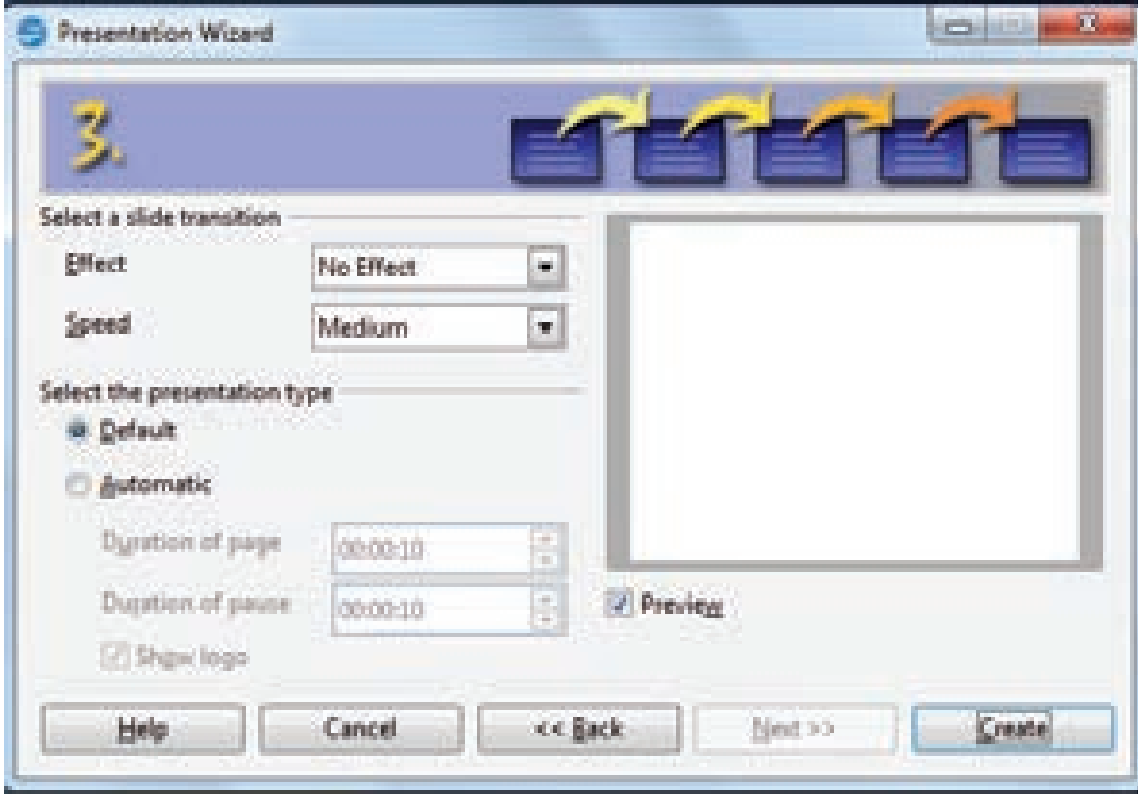 Presentation Wizard
3.
Select a slide transition
Effect No Effect
Speed Medium
Select the presentation type
Default
Automatic
Duration of page 00:00:10
Duration of pause 00:00:10
Show logo
Preview
Help Cancel << Back Next >> Create